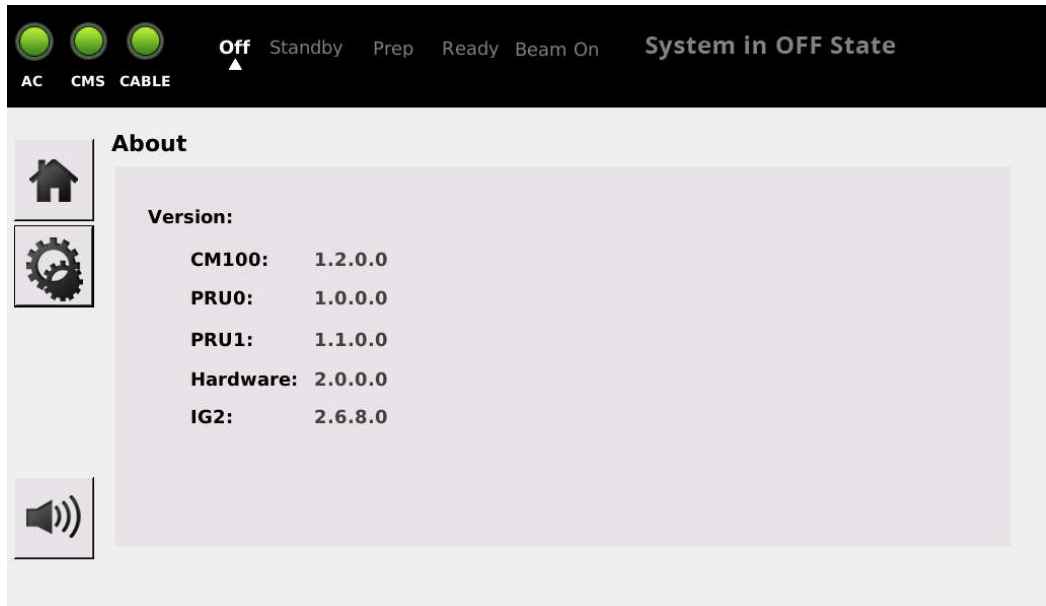 Off Standby Prep Ready Beam On System in OFF State
AC CMS CABLE
About
Version:
CM100: 1.2.0.0
PRU0: 1.0.0.0
PRU1: 1.1.0.0
Hardware: 2.0.0.0
IG2: 2.6.8.0